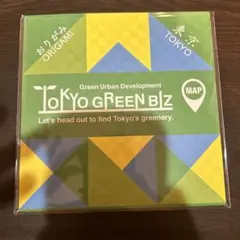 おりがみ
ORIGAMI
東京
TOKYO
Green Urban Development
TOKYO GREEN BIZ
MAP
Let's head out to find Tokyo's greenery.